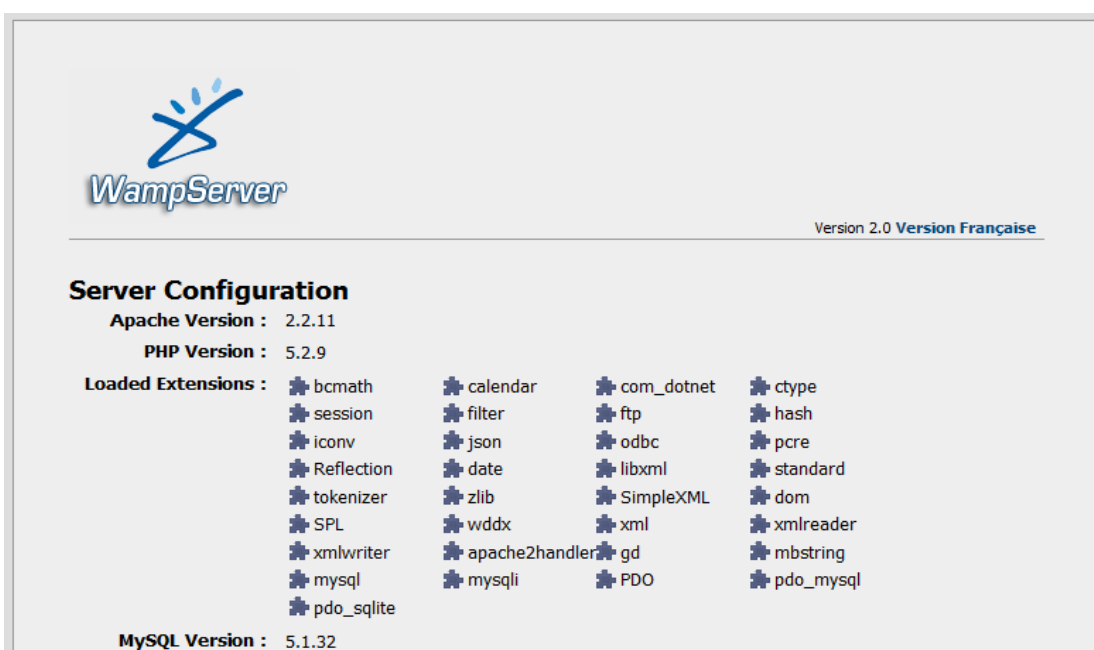 WampServer
Version 2.0 Version Française
Server Configuration
Apache Version : 2.2.11
PHP Version : 5.2.9
Loaded Extensions : bcmath calendar com_dotnet ctype
session filter ftp hash
iconv json odbc pcre
Reflection date libxml standard
tokenizer zlib SimpleXML dom
SPL wddx xml xmlreader
xmlwriter apache2handler gd mbstring
mysql mysqli PDO pdo_mysql
pdo_sqlite
MySQL Version : 5.1.32